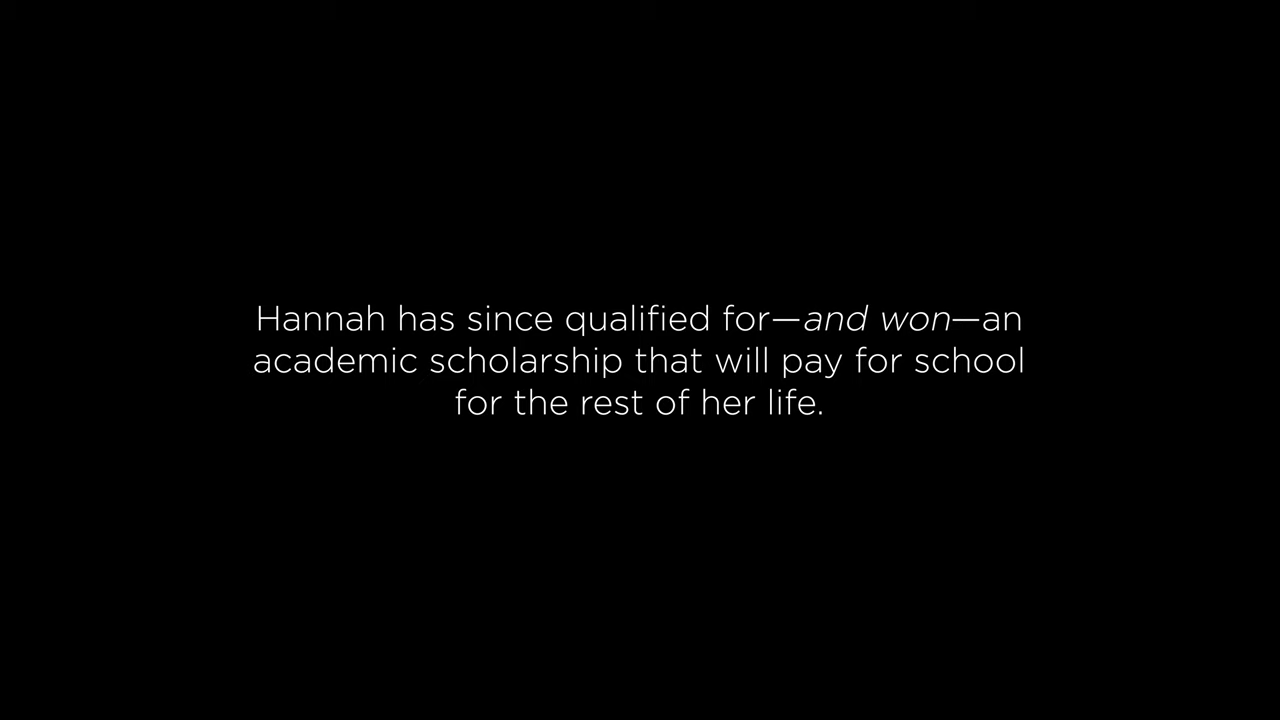 Hannah has since qualified for—and won—an
academic scholarship that will pay for school
for the rest of her life.